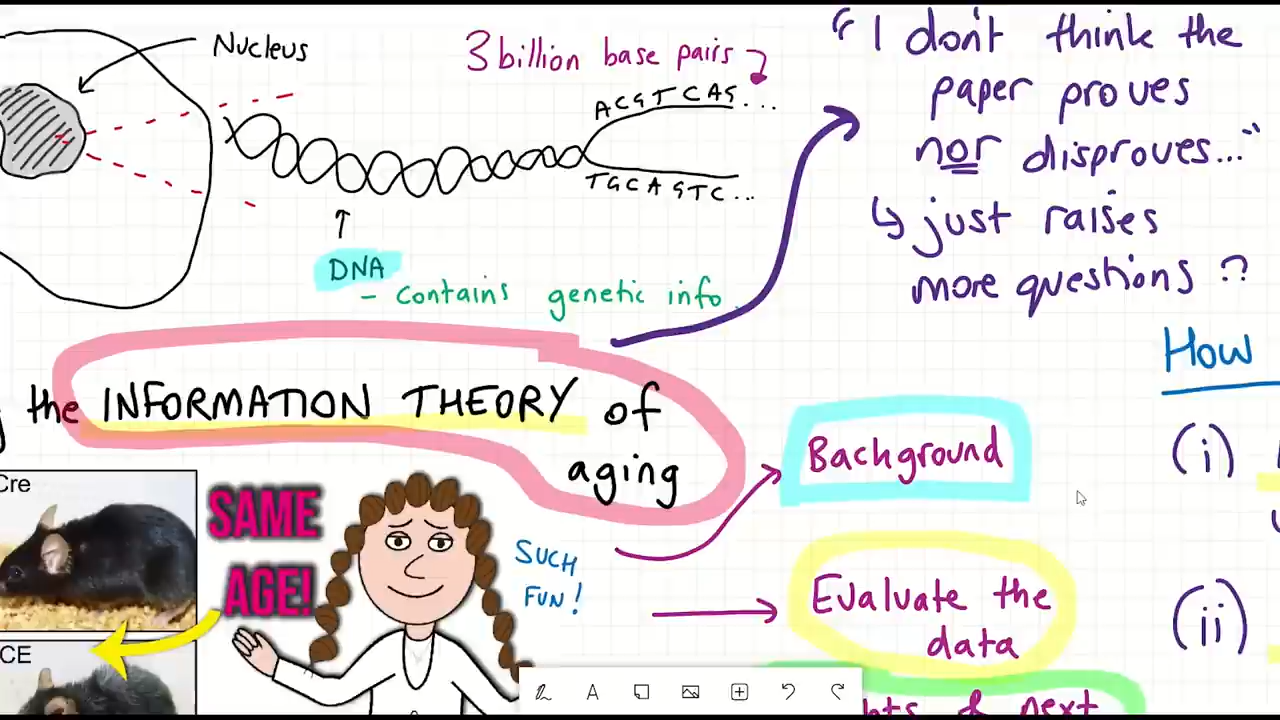 Nucleus
3 billion base pairs
ACGTCAG...
TGCAGTC...
DNA
- contains genetic info
"I don't think the
paper proves
nor disproves..."
↳ just raises
more questions ??
the INFORMATION THEORY of
aging
Cre
CE
SAME
AGE!
SUCH
FUN!
Background
Evaluate the
data
& next
How
(i)
(ii)